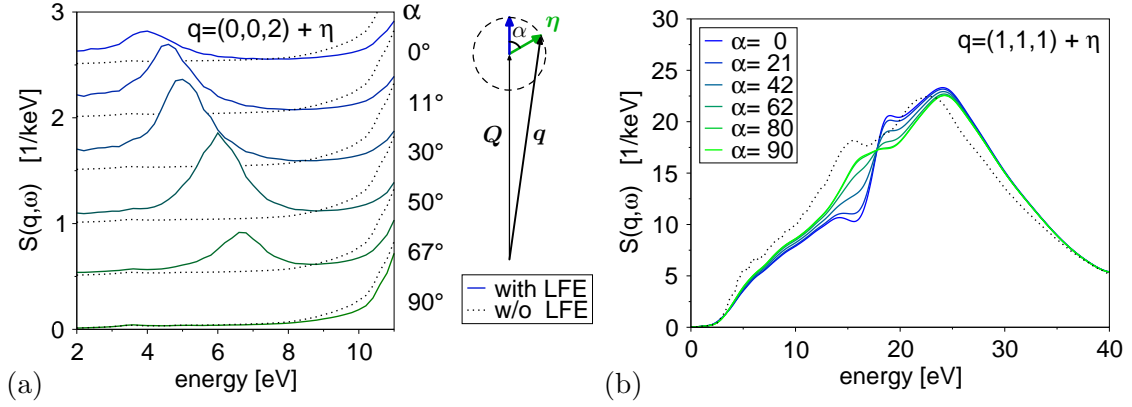 q=(0,0,2) + η
α
3
2
1
0
S(q,ω) [1/keV]
0°
11°
30°
50°
67°
90°
2 4 6 8 10
energy [eV]
(a)
α
η
Q
q
with LFE
w/o LFE
q=(1,1,1) + η
α= 0
α= 21
α= 42
α= 62
α= 80
α= 90
30
25
20
15
10
5
0
S(q,ω) [1/keV]
0 10 20 30 40
energy [eV]
(b)